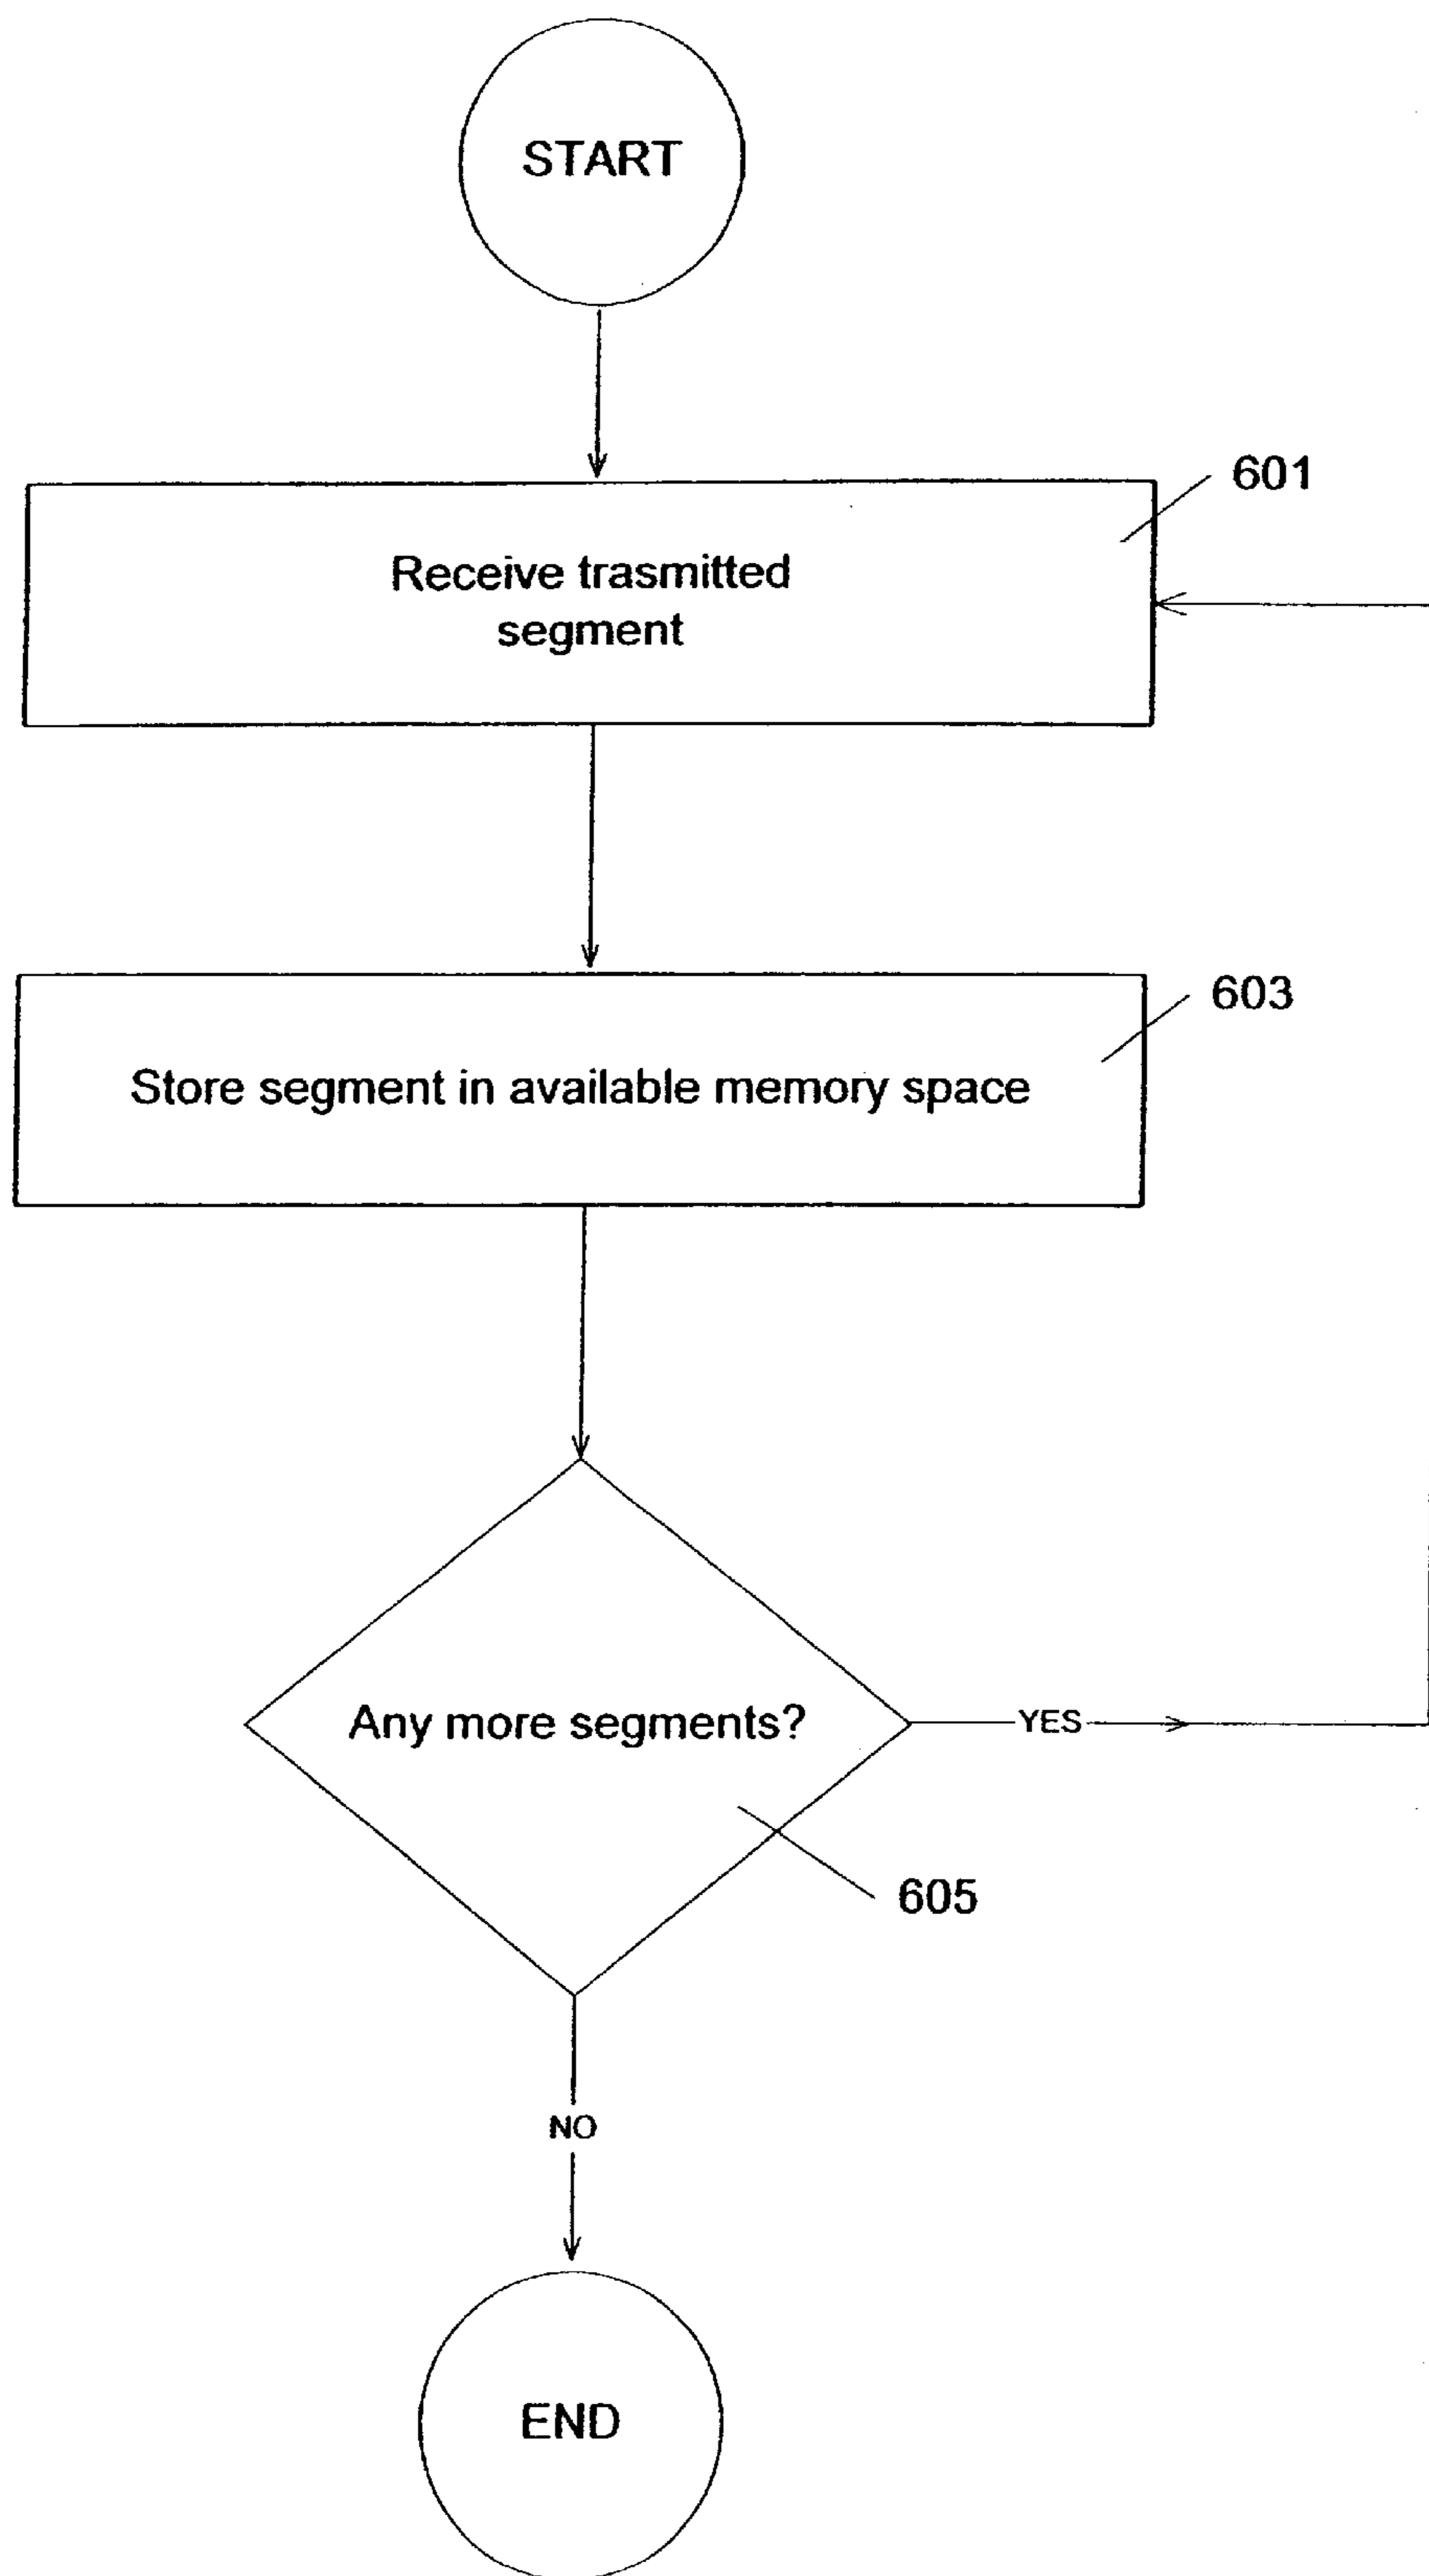 START
601
Receive trasmitted
segment
603
Store segment in available memory space
Any more segments?
YES
605
NO
END